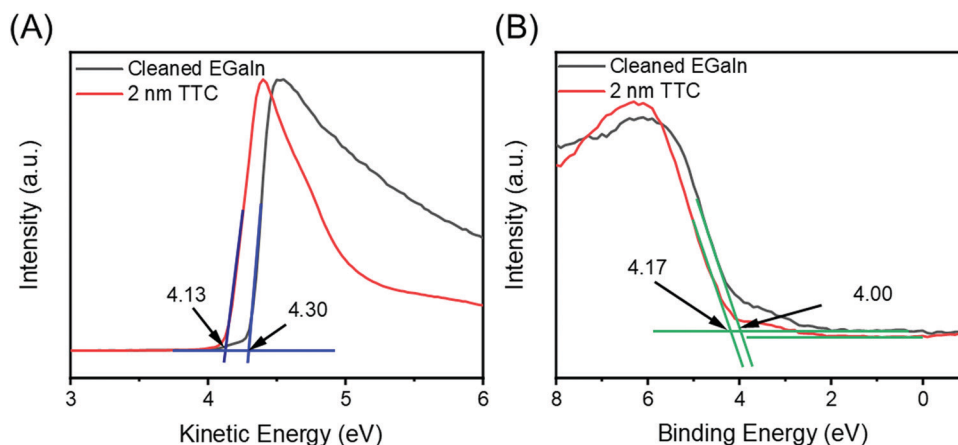 (A)
Cleaned EGaIn
2 nm TTC
4.13
4.30
Intensity (a.u.)
3
4
5
6
Kinetic Energy (eV)
(B)
Cleaned EGaIn
2 nm TTC
4.17
4.00
Intensity (a.u.)
8
6
4
2
0
Binding Energy (eV)